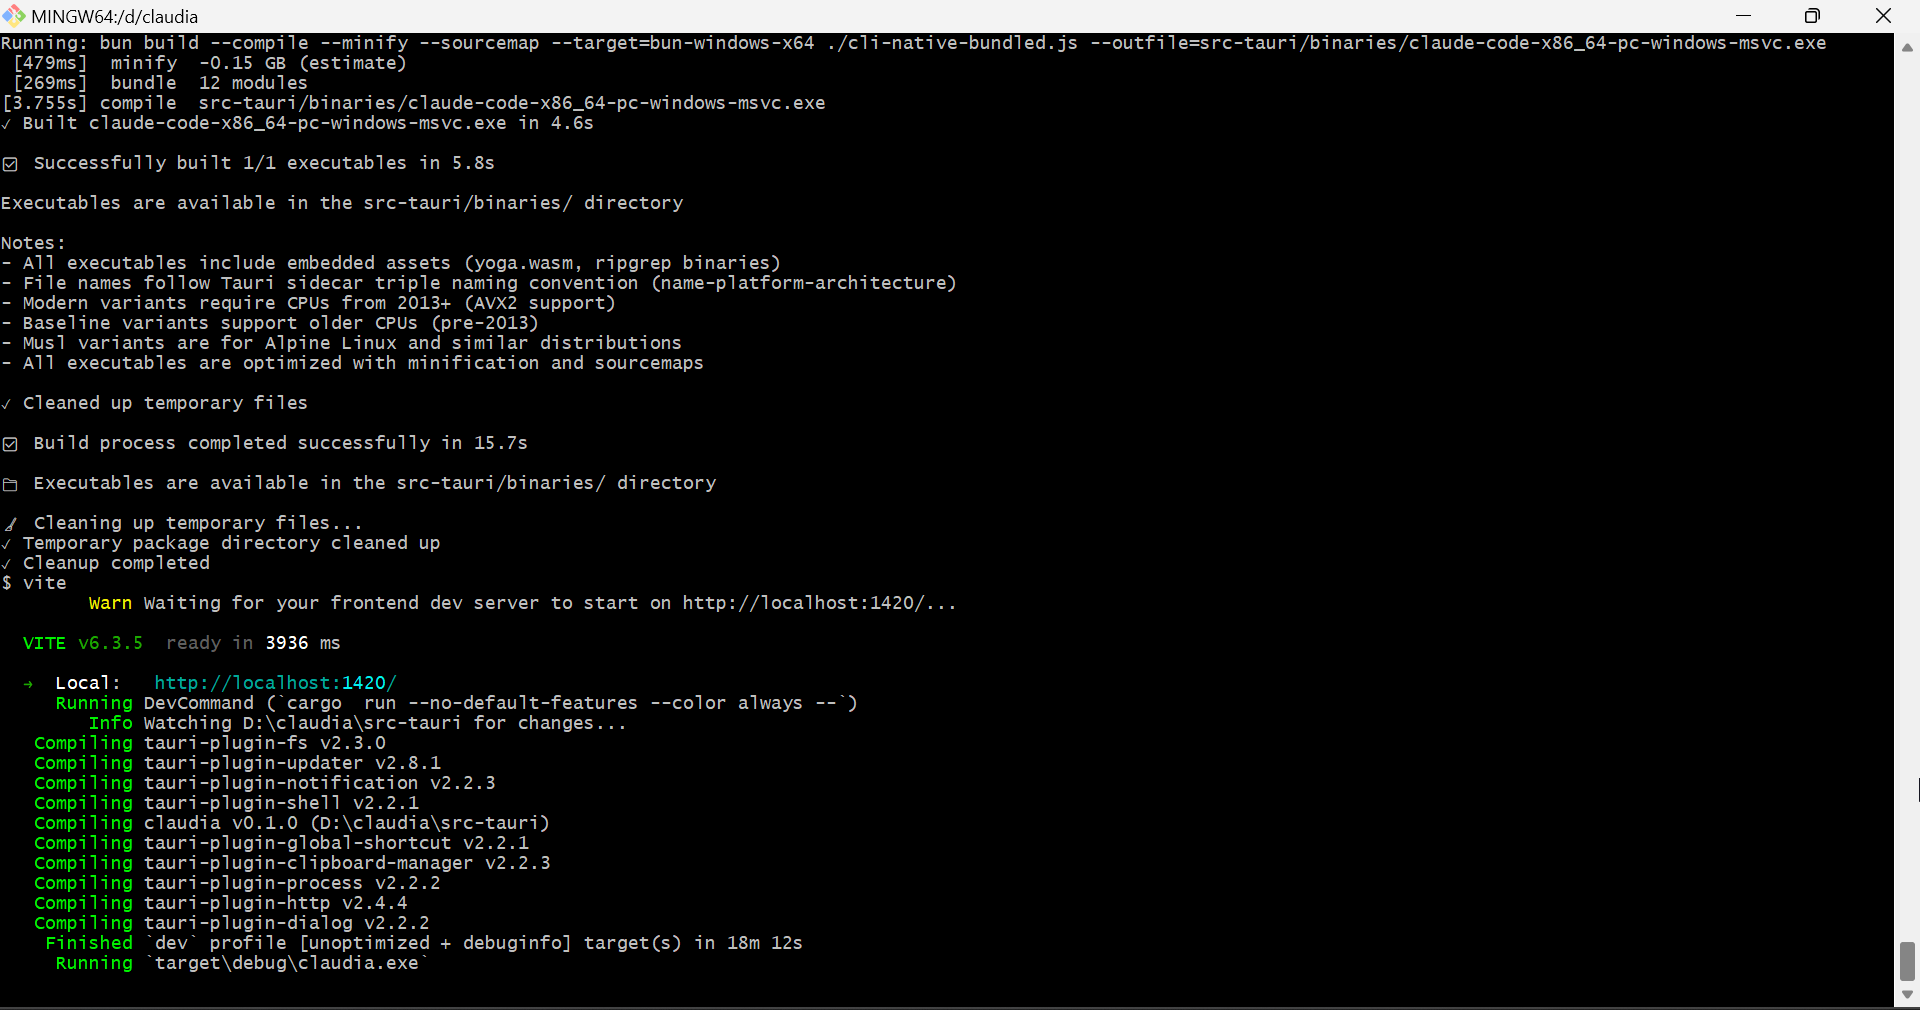 MINGW64:/d/claudia
Running: bun build --compile --minify --sourcemap --target=bun-windows-x64 ./cli-native-bundled.js --outfile=src-tauri/binaries/claude-code-x86_64-pc-windows-msvc.exe
[479ms]  minify  -0.15 GB (estimate)
[269ms]  bundle  12 modules
[3.755s] compile  src-tauri/binaries/claude-code-x86_64-pc-windows-msvc.exe
✓ Built claude-code-x86_64-pc-windows-msvc.exe in 4.6s
☑ Successfully built 1/1 executables in 5.8s
Executables are available in the src-tauri/binaries/ directory
Notes:
- All executables include embedded assets (yoga.wasm, ripgrep binaries)
- File names follow Tauri sidecar triple naming convention (name-platform-architecture)
- Modern variants require CPUs from 2013+ (AVX2 support)
- Baseline variants support older CPUs (pre-2013)
- Musl variants are for Alpine Linux and similar distributions
- All executables are optimized with minification and sourcemaps
✓ Cleaned up temporary files
☑ Build process completed successfully in 15.7s
Executables are available in the src-tauri/binaries/ directory
Cleaning up temporary files...
✓ Temporary package directory cleaned up
✓ Cleanup completed
$ vite
Warn Waiting for your frontend dev server to start on http://localhost:1420/...
VITE v6.3.5  ready in 3936 ms
→  Local:   http://localhost:1420/
Running DevCommand (`cargo  run --no-default-features --color always --`)
Info Watching D:\claudia\src-tauri for changes...
Compiling tauri-plugin-fs v2.3.0
Compiling tauri-plugin-updater v2.8.1
Compiling tauri-plugin-notification v2.2.3
Compiling tauri-plugin-shell v2.2.1
Compiling claudia v0.1.0 (D:\claudia\src-tauri)
Compiling tauri-plugin-global-shortcut v2.2.1
Compiling tauri-plugin-clipboard-manager v2.2.3
Compiling tauri-plugin-process v2.2.2
Compiling tauri-plugin-http v2.4.4
Compiling tauri-plugin-dialog v2.2.2
Finished `dev` profile [unoptimized + debuginfo] target(s) in 18m 12s
Running `target\debug\claudia.exe`